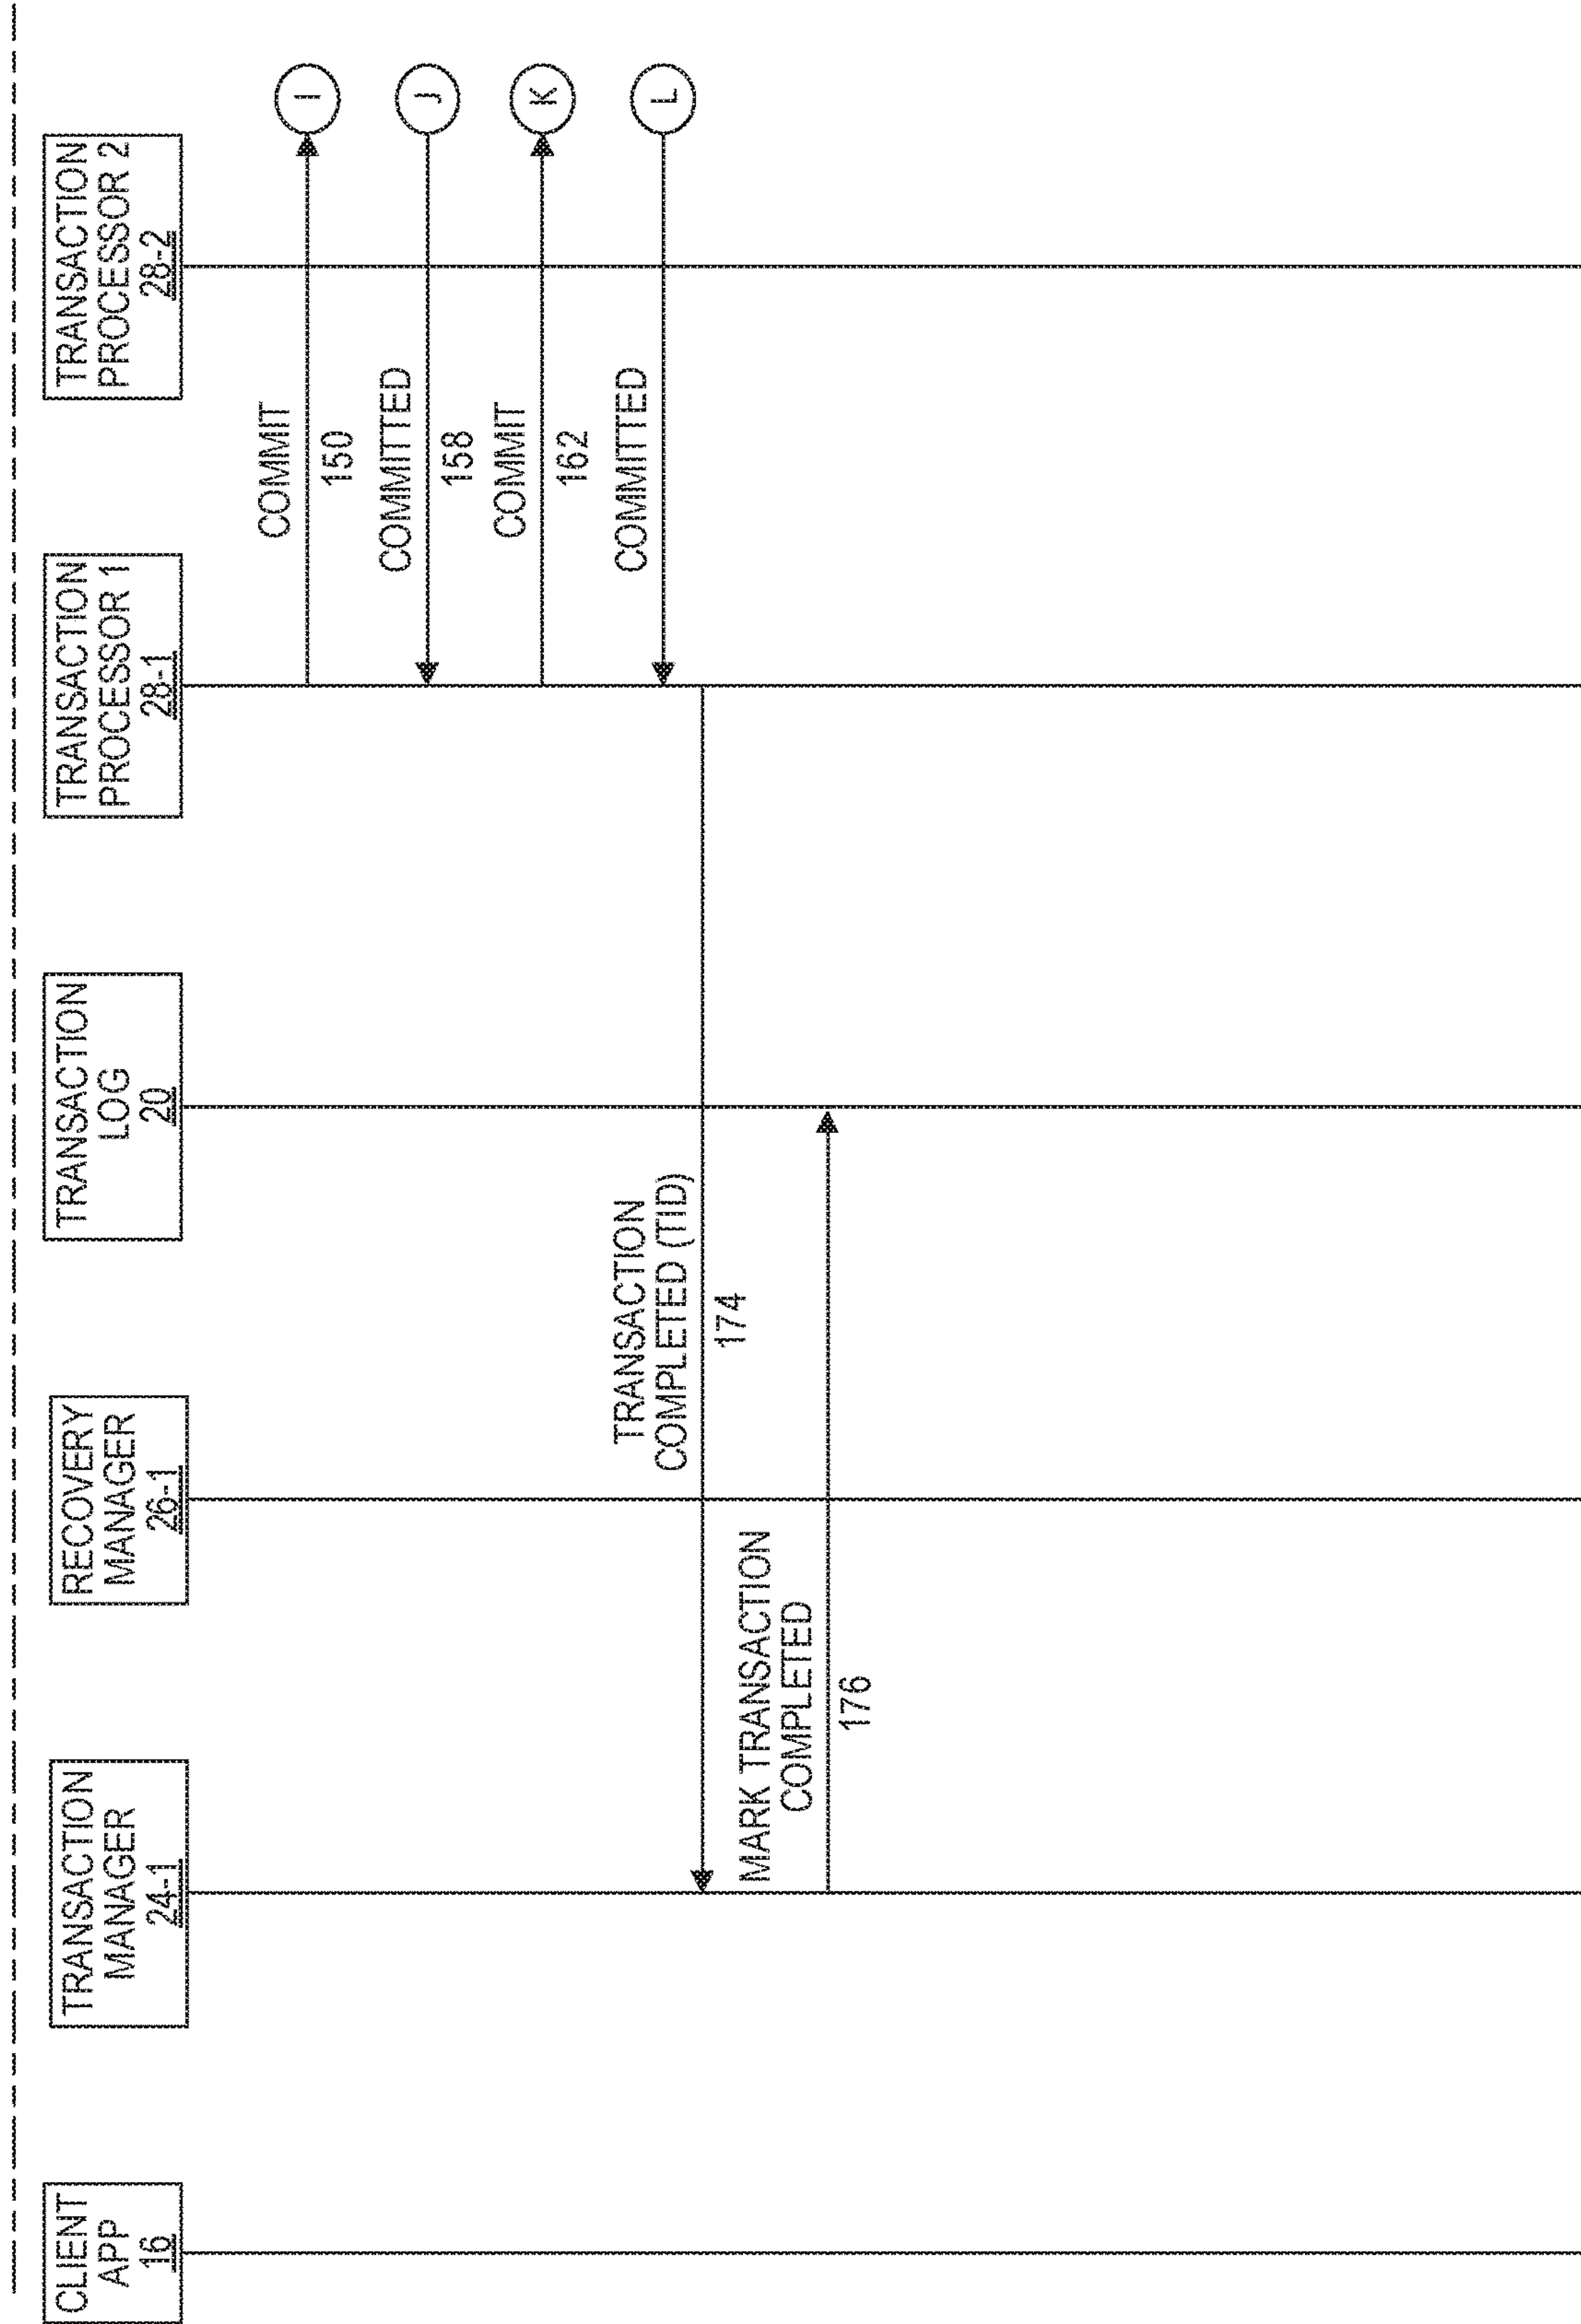 CLIENT
APP
16
TRANSACTION
MANAGER
24-1
RECOVERY
MANAGER
26-1
TRANSACTION
LOG
20
TRANSACTION
PROCESSOR 1
28-1
TRANSACTION
PROCESSOR 2
28-2
COMMIT
150
I
COMMITTED
158
J
COMMIT
162
K
COMMITTED
L
TRANSACTION
COMPLETED (TID)
174
MARK TRANSACTION
COMPLETED
176